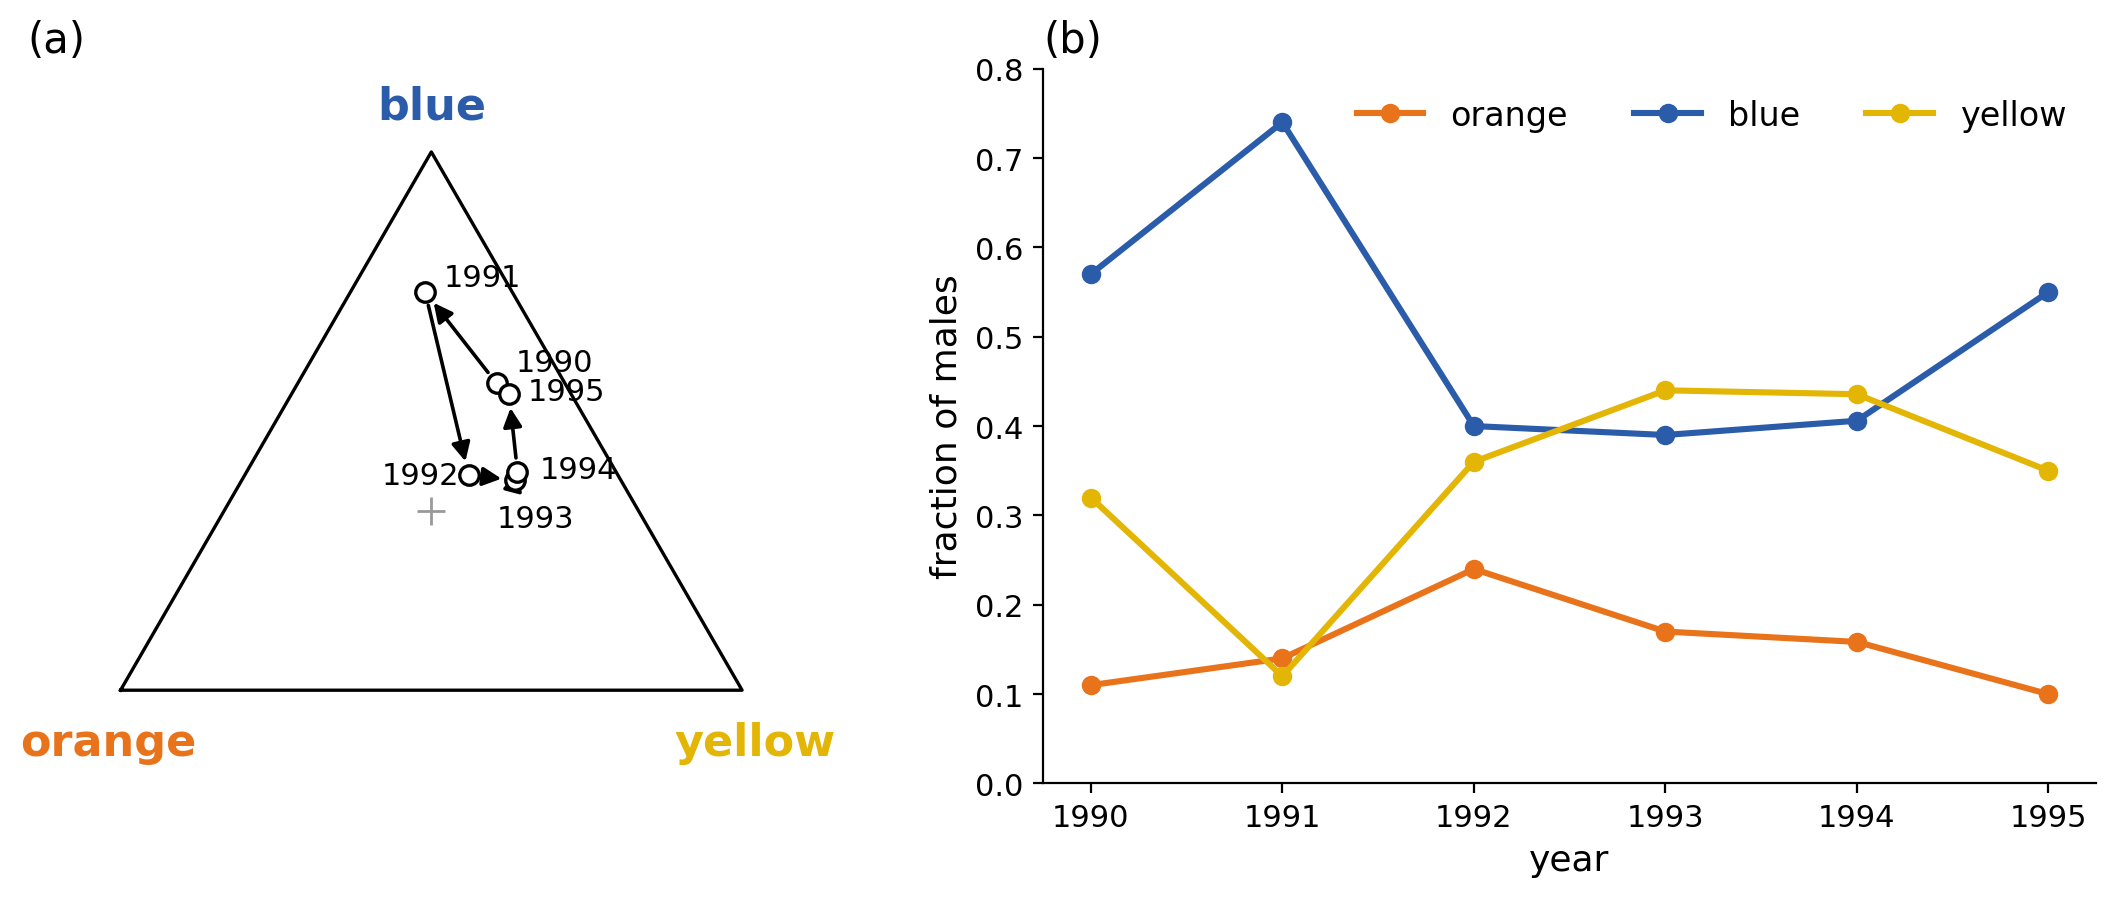 (a)
blue
1991
1990
1995
1992
1994
1993
orange
yellow
(b)
0.8
0.7
0.6
0.5
0.4
0.3
0.2
0.1
0.0
fraction of males
orange blue yellow
1990 1991 1992 1993 1994 1995
year